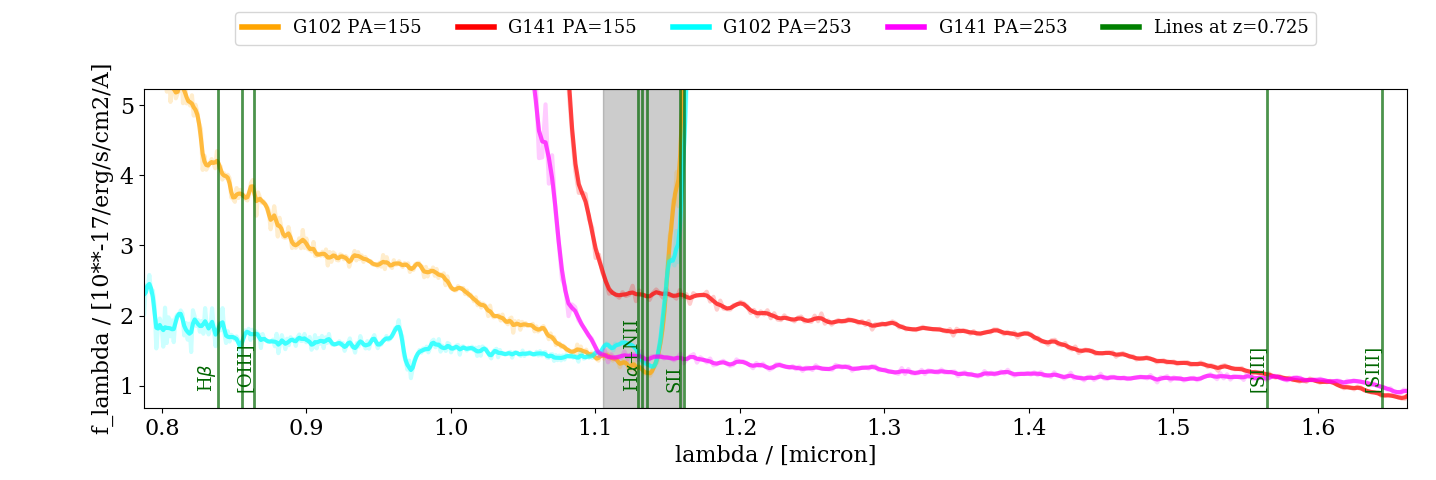 G102 PA=155 G141 PA=155 G102 PA=253 G141 PA=253 Lines at z=0.725
f_lambda / [10**-17/erg/s/cm2/A]
5
4
3
2
1
Hβ
[OIII]
Hα+NII
SII
[SIII]
[SIII]
0.8 0.9 1.0 1.1 1.2 1.3 1.4 1.5 1.6
lambda / [micron]